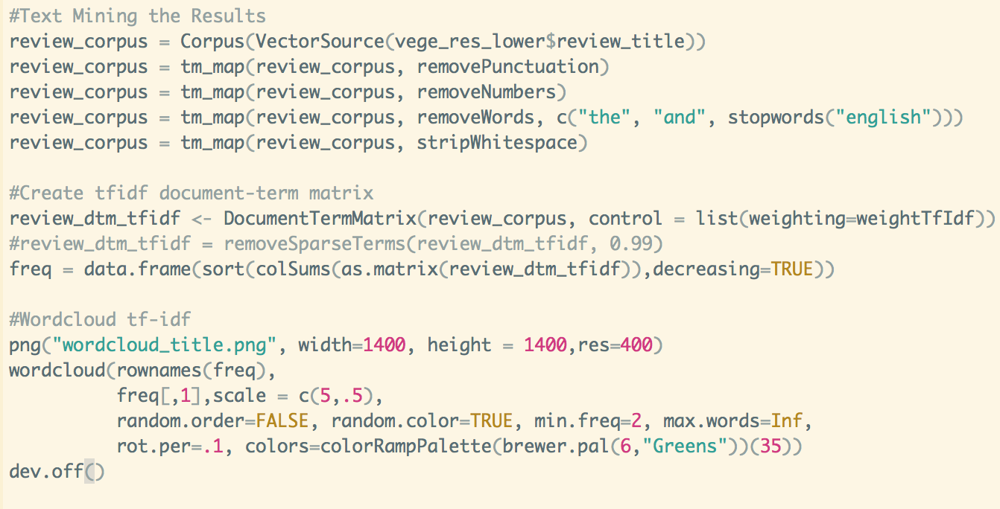 #Text Mining the Results
review_corpus = Corpus(VectorSource(vege_res_lower$review_title))
review_corpus = tm_map(review_corpus, removePunctuation)
review_corpus = tm_map(review_corpus, removeNumbers)
review_corpus = tm_map(review_corpus, removeWords, c("the", "and", stopwords("english")))
review_corpus = tm_map(review_corpus, stripWhitespace)

#Create tfidf document-term matrix
review_dtm_tfidf <- DocumentTermMatrix(review_corpus, control = list(weighting=weightTfIdf))
#review_dtm_tfidf = removeSparseTerms(review_dtm_tfidf, 0.99)
freq = data.frame(sort(colSums(as.matrix(review_dtm_tfidf)),decreasing=TRUE))

#Wordcloud tf-idf
png("wordcloud_title.png", width=1400, height = 1400,res=400)
wordcloud(rownames(freq),
          freq[,1],scale = c(5,.5),
          random.order=FALSE, random.color=TRUE, min.freq=2, max.words=Inf,
          rot.per=.1, colors=colorRampPalette(brewer.pal(6,"Greens"))(35))
dev.off()